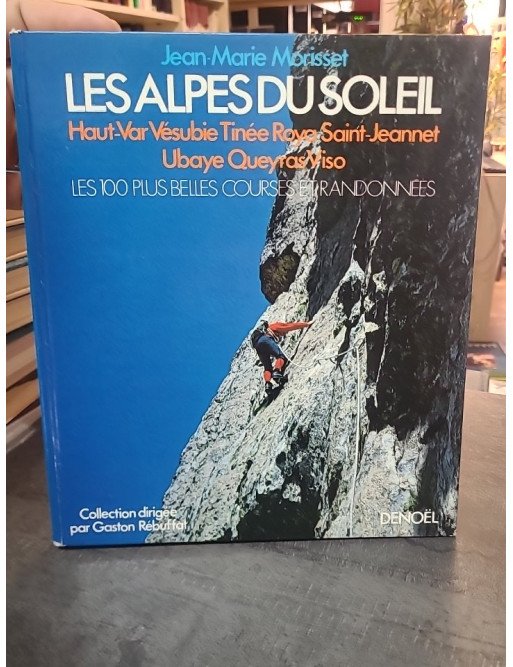 Jean-Marie Morisset
LES ALPES DU SOLEIL
Haut-Var Vésubie Tinée Roya Saint-Jeannet
Ubaye Queyras Viso
LES 100 PLUS BELLES COURSES ET RANDONNÉES
Collection dirigée
par Gaston Rébuffat
DENOËL